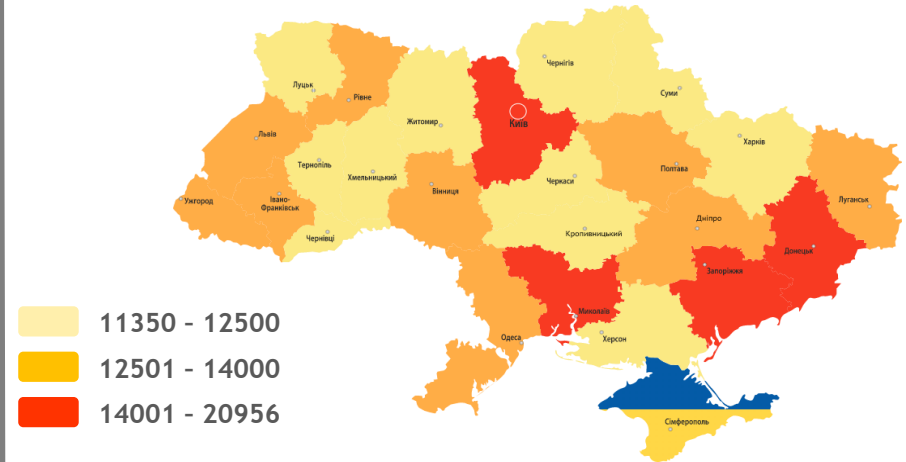 Чернігів
Луцьк
Рівне
Суми
Житомир
Київ
Львів
Харків
Тернопіль
Хмельницький
Черкаси
Полтава
Вінниця
Ужгород
Івано-
Франківськ
Луганськ
Дніпро
Чернівці
Кропивницький
Донецьк
Запоріжжя
Миколаїв
Одеса
Херсон
Сімферополь
11350 - 12500
12501 - 14000
14001 - 20956